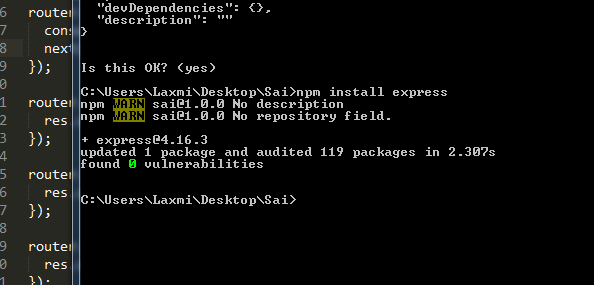 6 router
7 cons
8 next
9 });
0
1 router
2 res.
3 });
4
5 router
6 res.
7 });
8
9 router
0 res.
1 });
"devDependencies": {},
"description": ""
}
Is this OK? (yes)
C:\Users\Laxmi\Desktop\Sai>npm install express
npm WARN sai@1.0.0 No description
npm WARN sai@1.0.0 No repository field.
+ express@4.16.3
updated 1 package and audited 119 packages in 2.307s
found 0 vulnerabilities
C:\Users\Laxmi\Desktop\Sai>